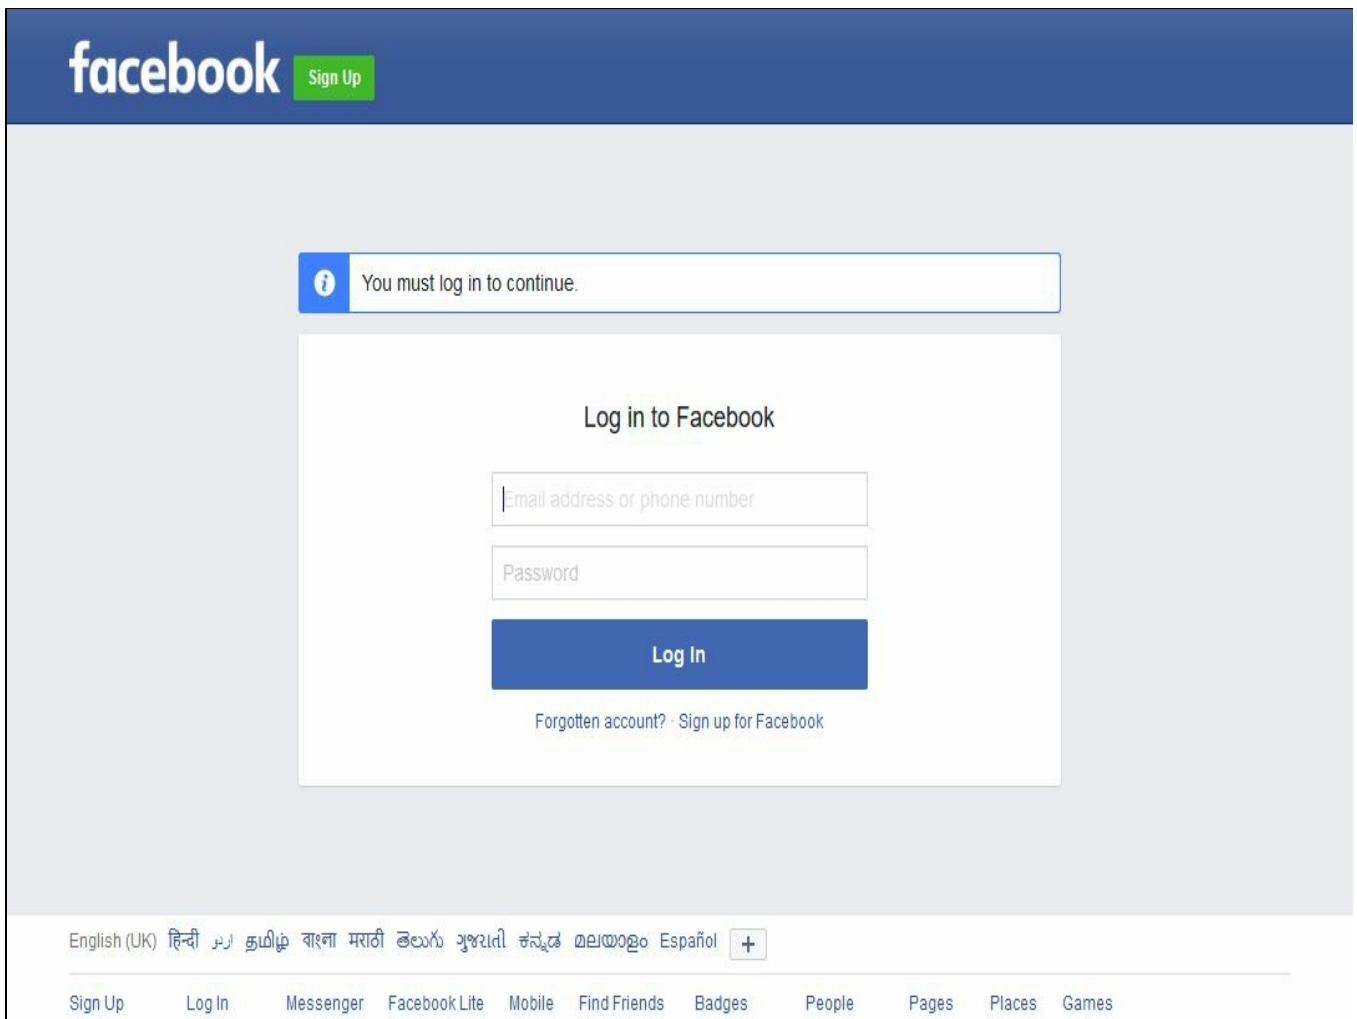 facebook Sign Up
You must log in to continue.
Log in to Facebook
Email address or phone number
Password
Log In
Forgotten account? · Sign up for Facebook
English (UK) हिन्दी اردو தமிழ் বাংলা मराठी తెలుగు ગુજરાતી ಕನ್ನಡ മലയാളം Español +
Sign Up Log In Messenger Facebook Lite Mobile Find Friends Badges People Pages Places Games